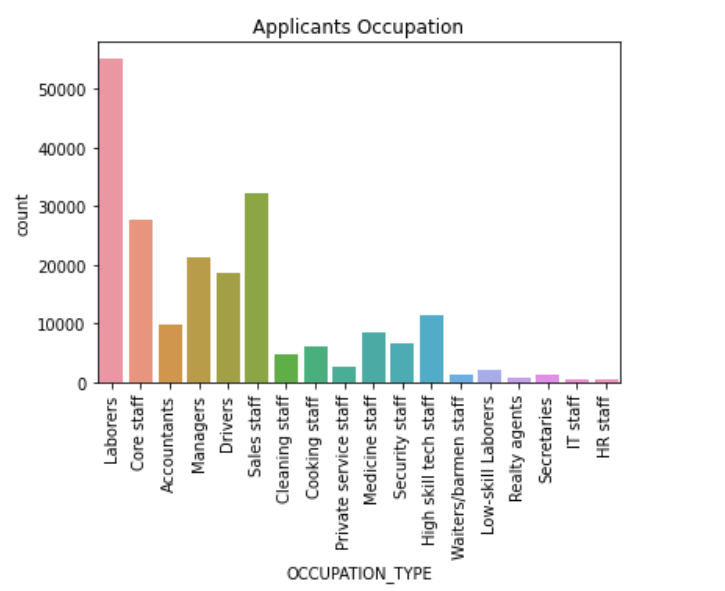 Applicants Occupation
50000
40000
30000
20000
10000
0
count
Laborers
Core staff
Accountants
Managers
Drivers
Sales staff
Cleaning staff
Cooking staff
Private service staff
Medicine staff
Security staff
High skill tech staff
Waiters/barmen staff
Low-skill Laborers
Realty agents
Secretaries
IT staff
HR staff
OCCUPATION_TYPE